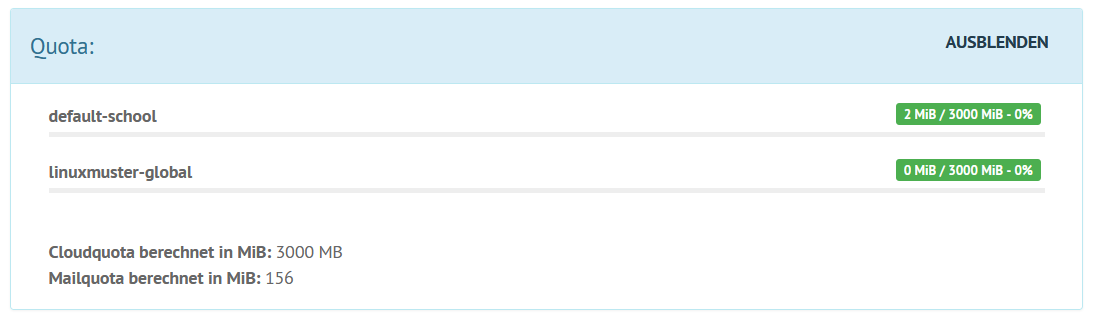 Quota:
AUSBLENDEN
default-school
2 MiB / 3000 MiB - 0%
linuxmuster-global
0 MiB / 3000 MiB - 0%
Cloudquota berechnet in MiB: 3000 MB
Mailquota berechnet in MiB: 156